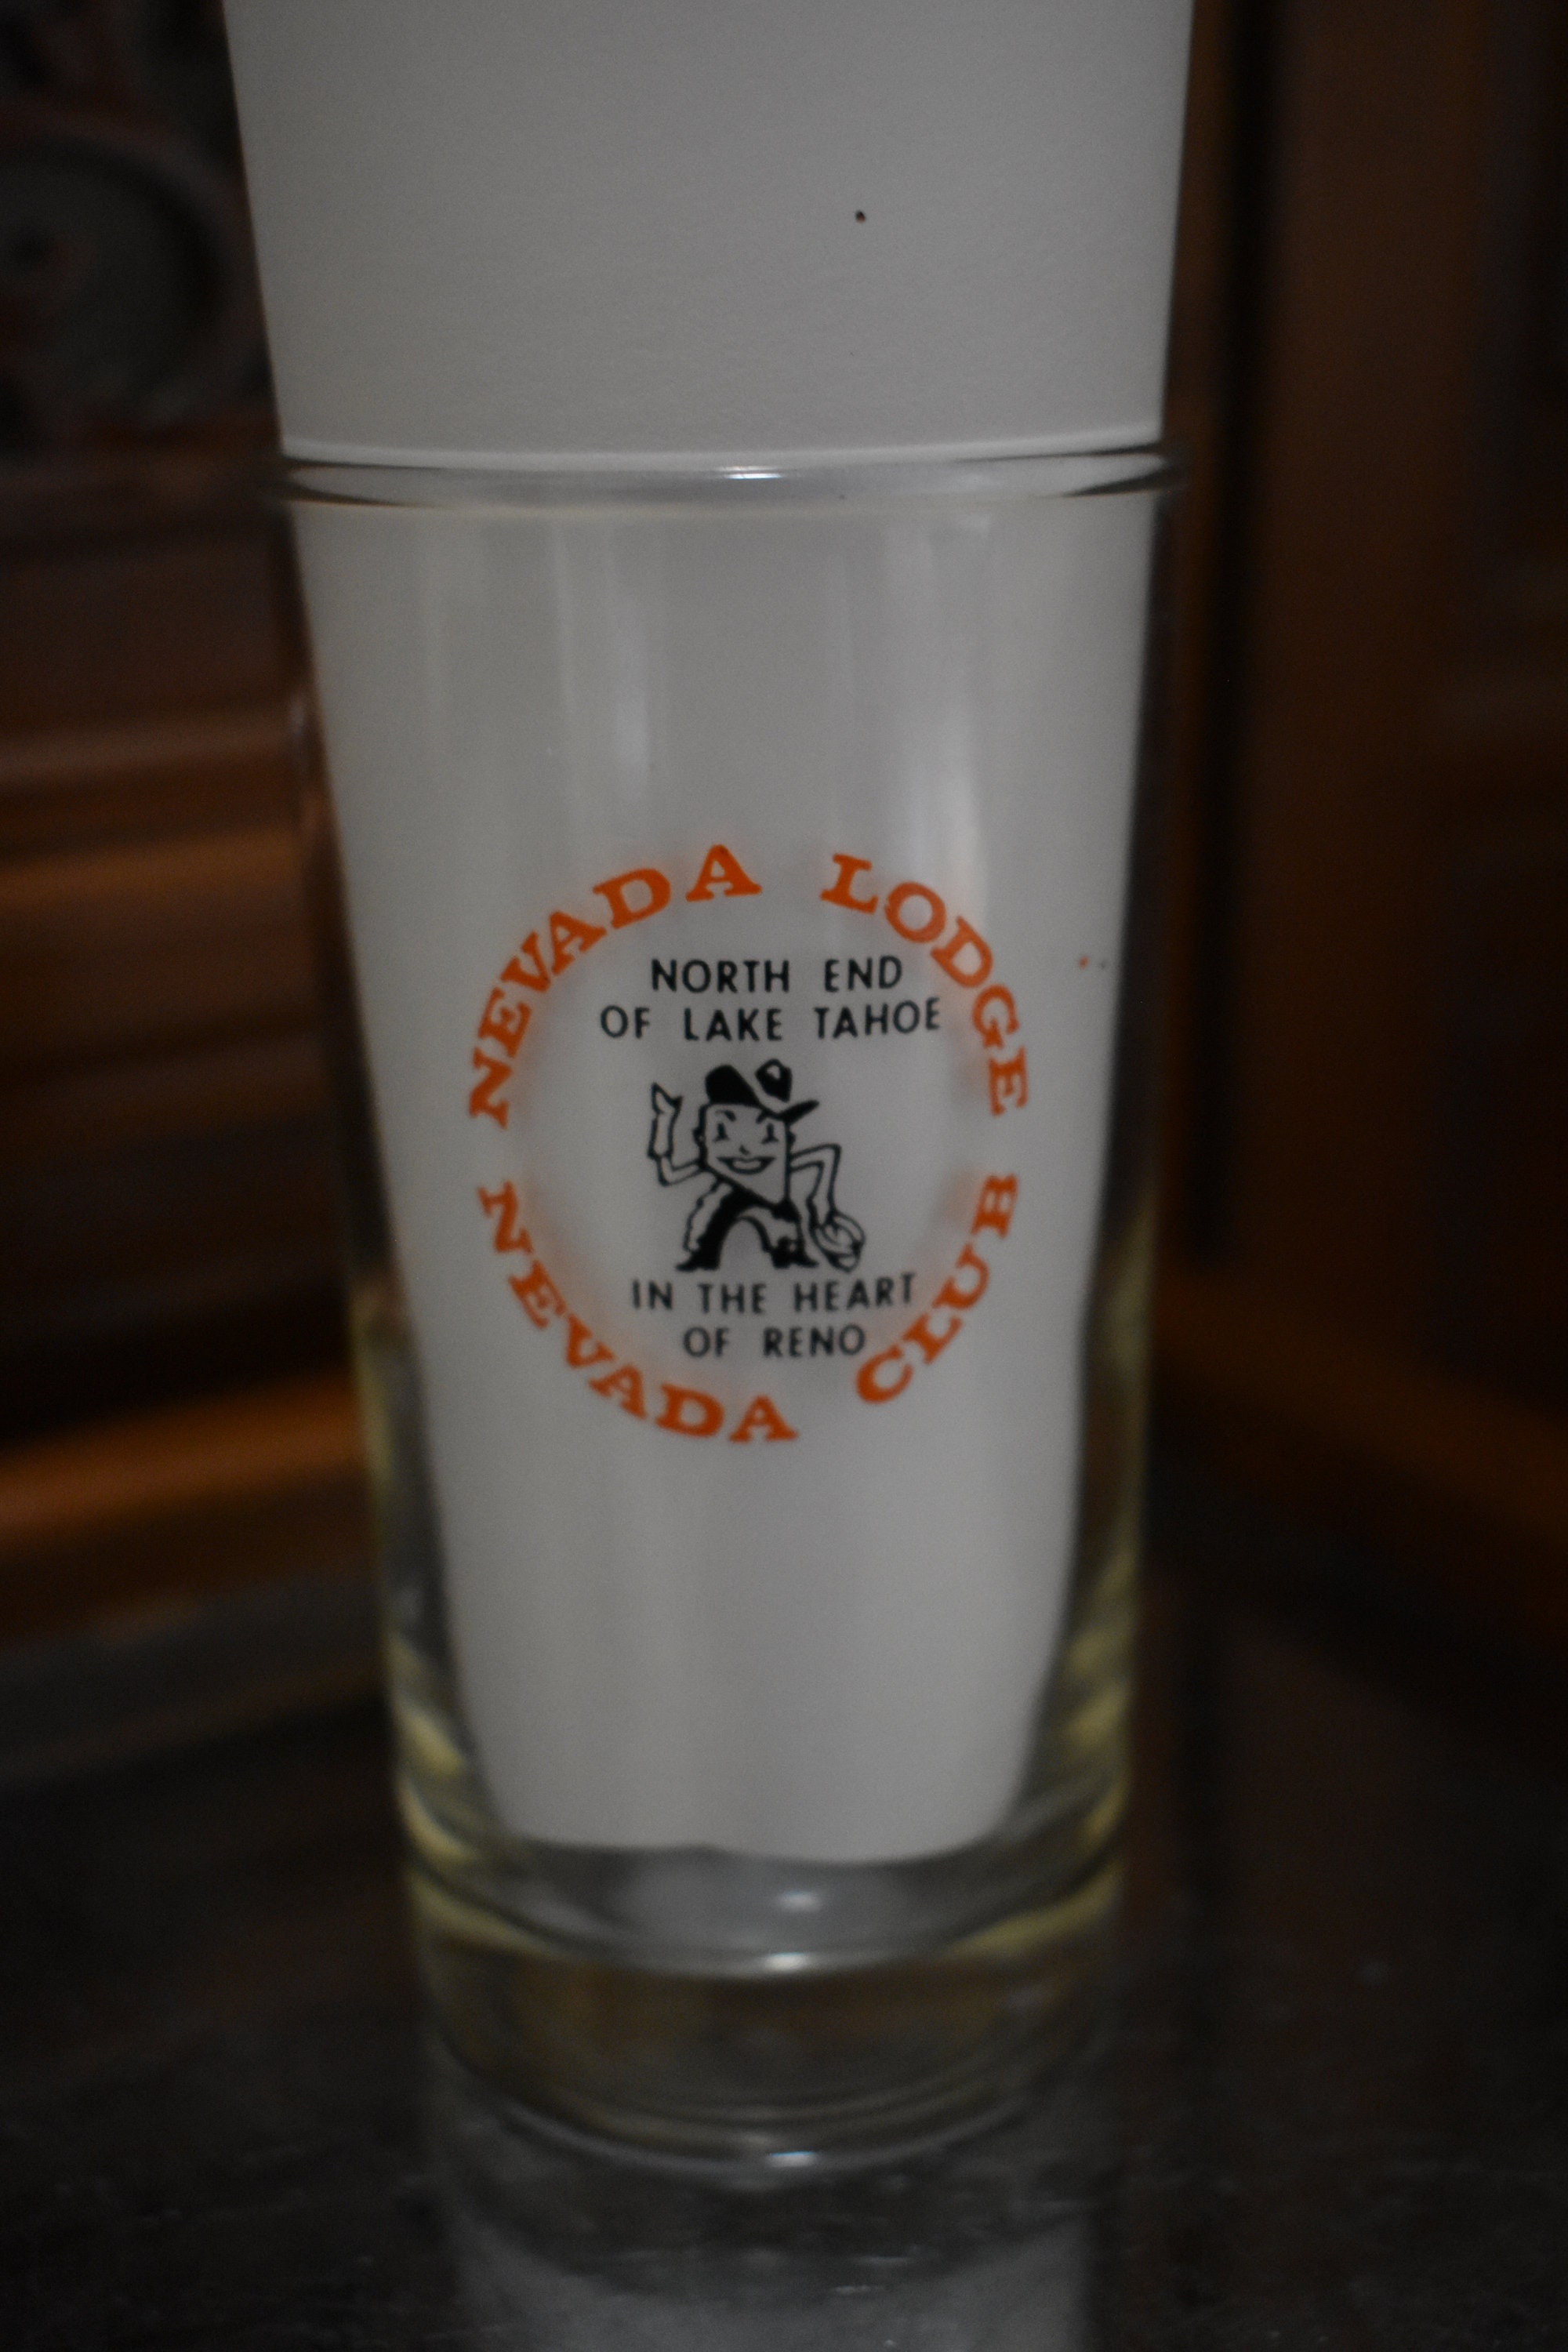 NEVADA LODGE
NORTH END
OF LAKE TAHOE
IN THE HEART
OF RENO
NEVADA CLUB